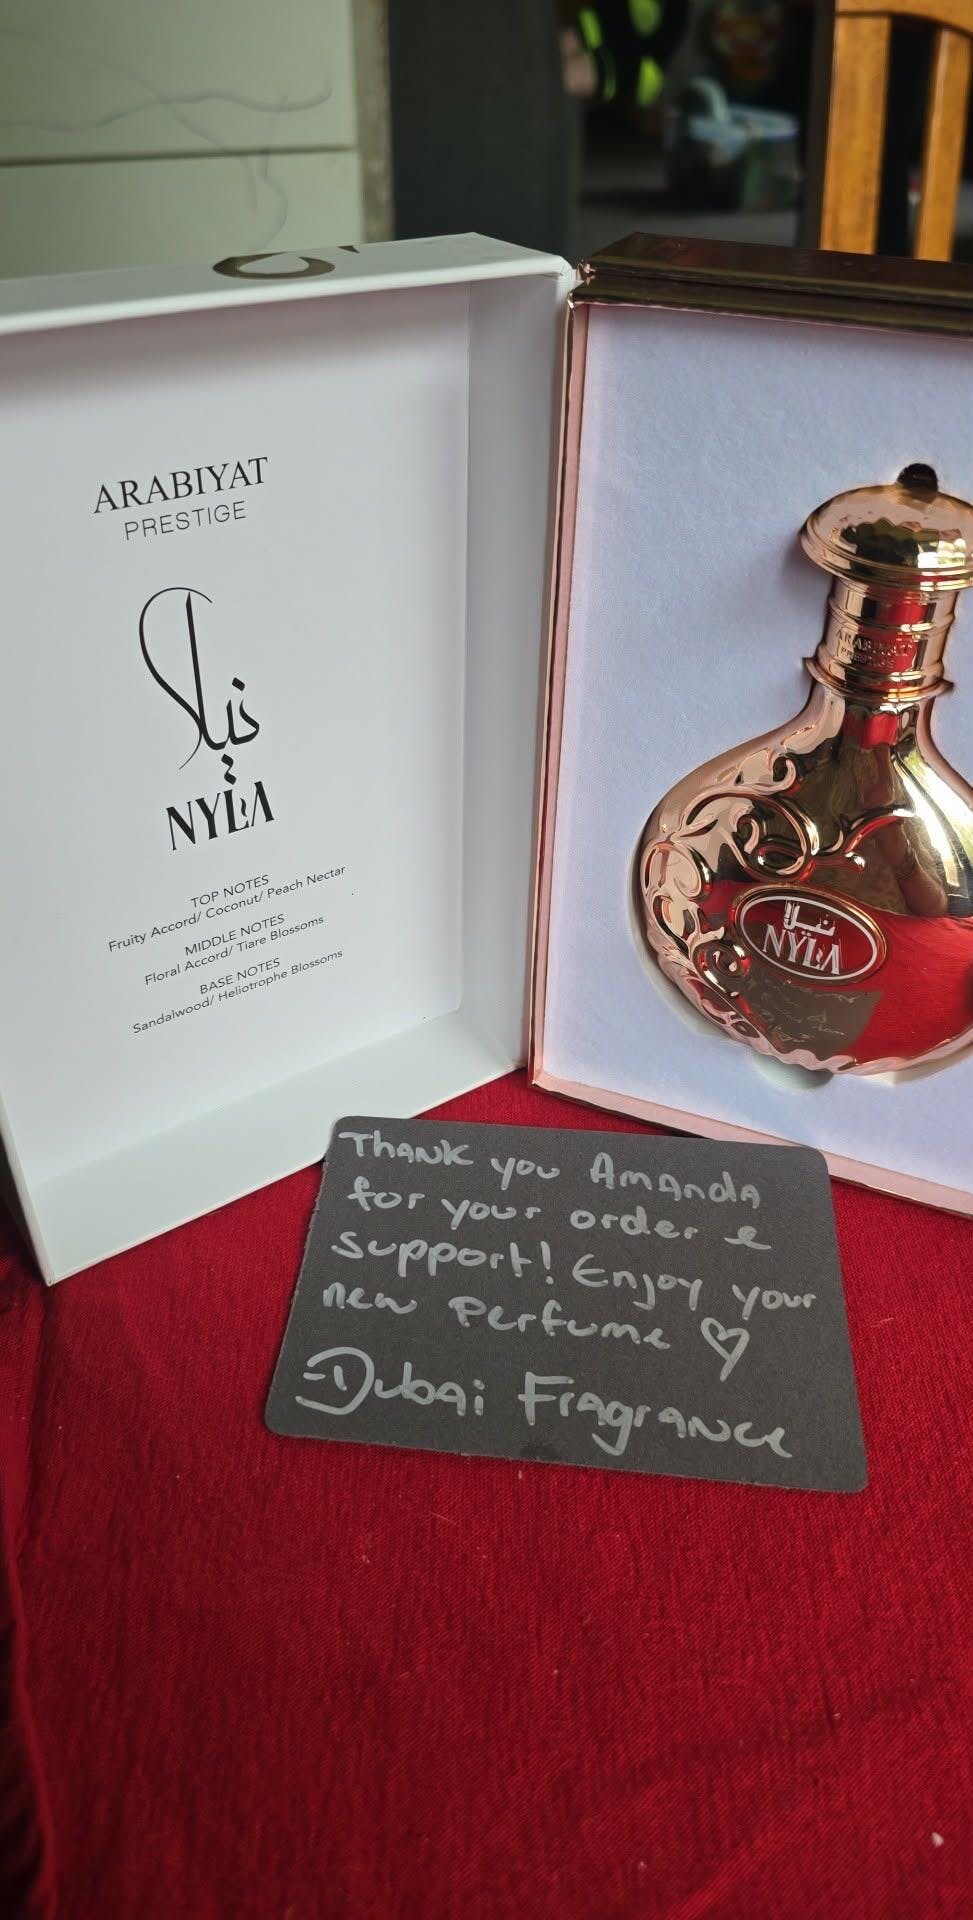 ARABIYAT
PRESTIGE
نيلا
NYLA
TOP NOTES
Fruity Accord/ Coconut/ Peach Nectar
MIDDLE NOTES
Floral Accord/ Tiare Blossoms
BASE NOTES
Sandalwood/ Heliotrophe Blossoms
ARABIYAT
PRESTIGE
نيلا
NYLA
Thank you Amanda
for your order &
support! Enjoy your
new perfume ♡
Dubai Fragrance